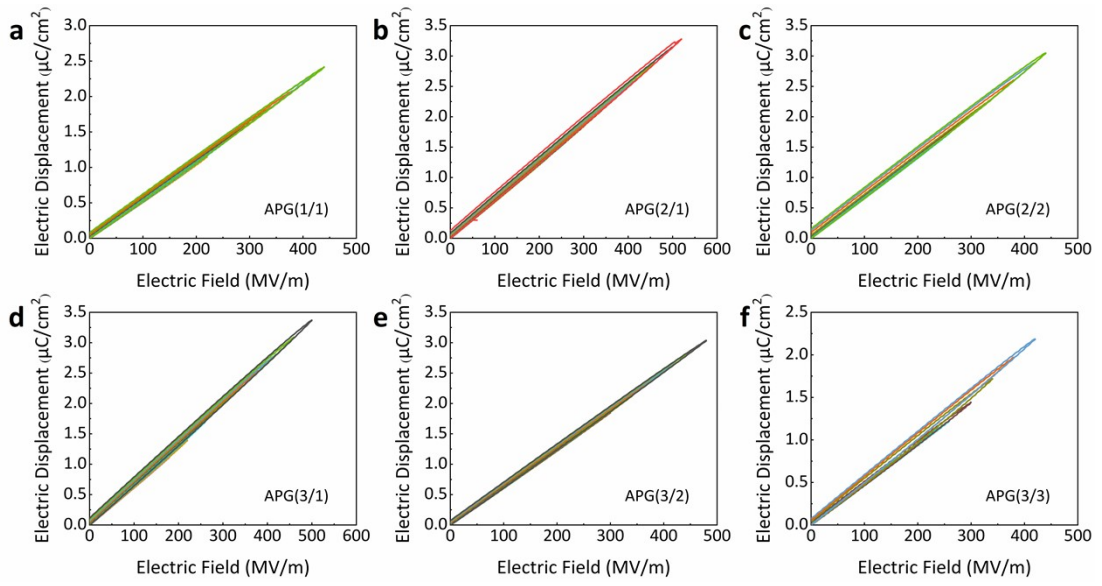 a
Electric Displacement (μC/cm²)
3.0
2.5
2.0
1.5
1.0
0.5
0.0
APG(1/1)
0 100 200 300 400 500
Electric Field (MV/m)
b
Electric Displacement (μC/cm²)
3.5
3.0
2.5
2.0
1.5
1.0
0.5
0.0
APG(2/1)
0 100 200 300 400 500 600
Electric Field (MV/m)
c
Electric Displacement (μC/cm²)
3.5
3.0
2.5
2.0
1.5
1.0
0.5
0.0
APG(2/2)
0 100 200 300 400 500
Electric Field (MV/m)
d
Electric Displacement (μC/cm²)
3.5
3.0
2.5
2.0
1.5
1.0
0.5
0.0
APG(3/1)
0 100 200 300 400 500 600
Electric Field (MV/m)
e
Electric Displacement (μC/cm²)
3.5
3.0
2.5
2.0
1.5
1.0
0.5
0.0
APG(3/2)
0 100 200 300 400 500
Electric Field (MV/m)
f
Electric Displacement (μC/cm²)
2.5
2.0
1.5
1.0
0.5
0.0
APG(3/3)
0 100 200 300 400 500
Electric Field (MV/m)